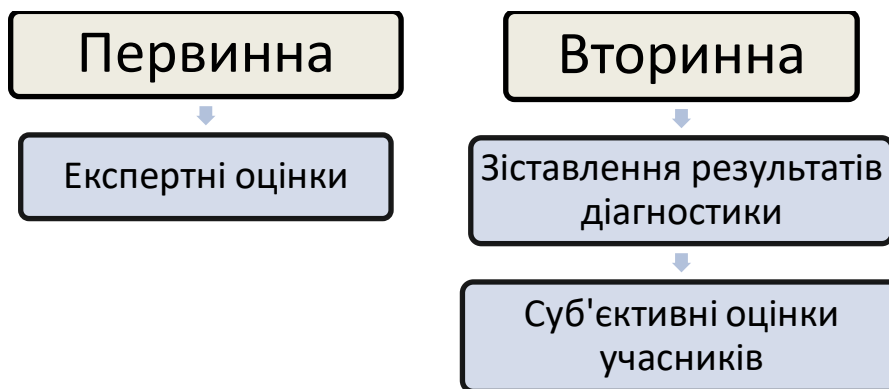 Первинна
Експертні оцінки
Вторинна
Зіставлення результатів
діагностики
Суб'єктивні оцінки
учасників